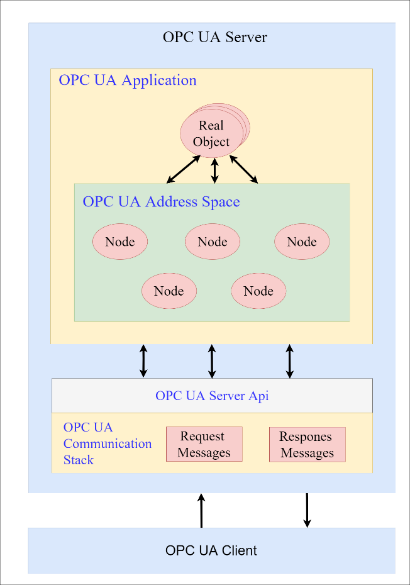 OPC UA Server
OPC UA Application
Real
Object
OPC UA Address Space
Node
Node
Node
Node
Node
OPC UA Server Api
OPC UA
Communication
Stack
Request
Messages
Respones
Messages
OPC UA Client